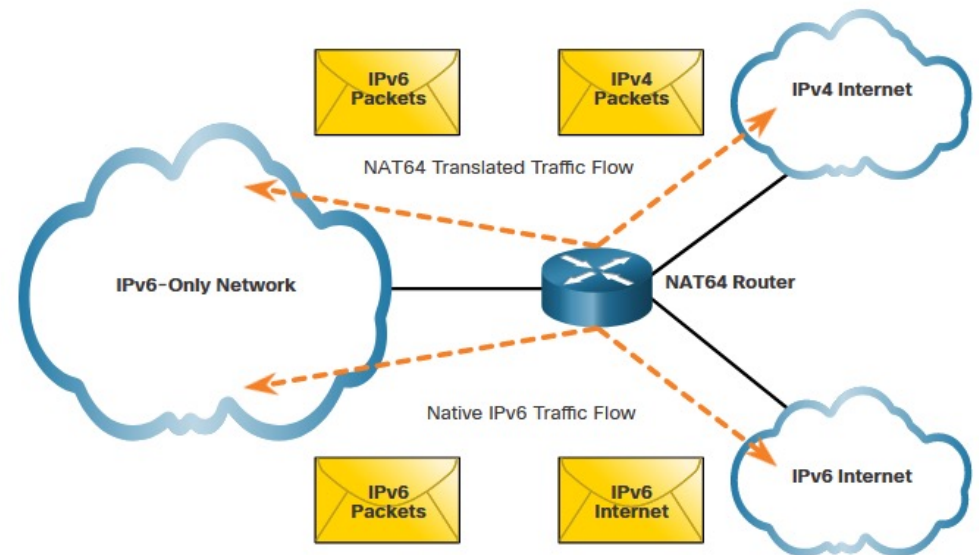 IPv6
Packets
IPv4
Packets
IPv4 Internet
NAT64 Translated Traffic Flow
IPv6-Only Network
NAT64 Router
Native IPv6 Traffic Flow
IPv6
Packets
IPv6
Internet
IPv6 Internet